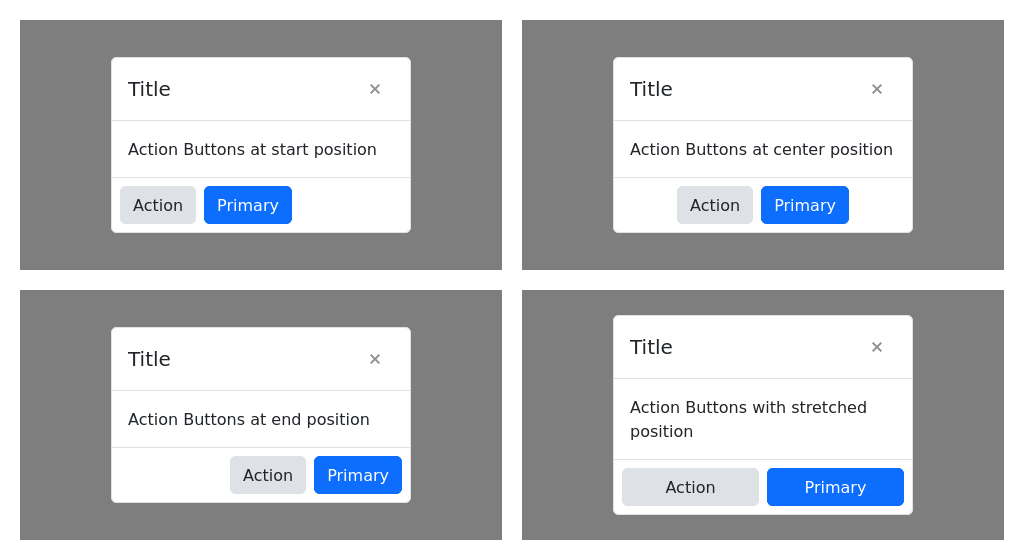 Title ×
Action Buttons at start position
Action Primary
Title ×
Action Buttons at center position
Action Primary
Title ×
Action Buttons at end position
Action Primary
Title ×
Action Buttons with stretched
position
Action Primary